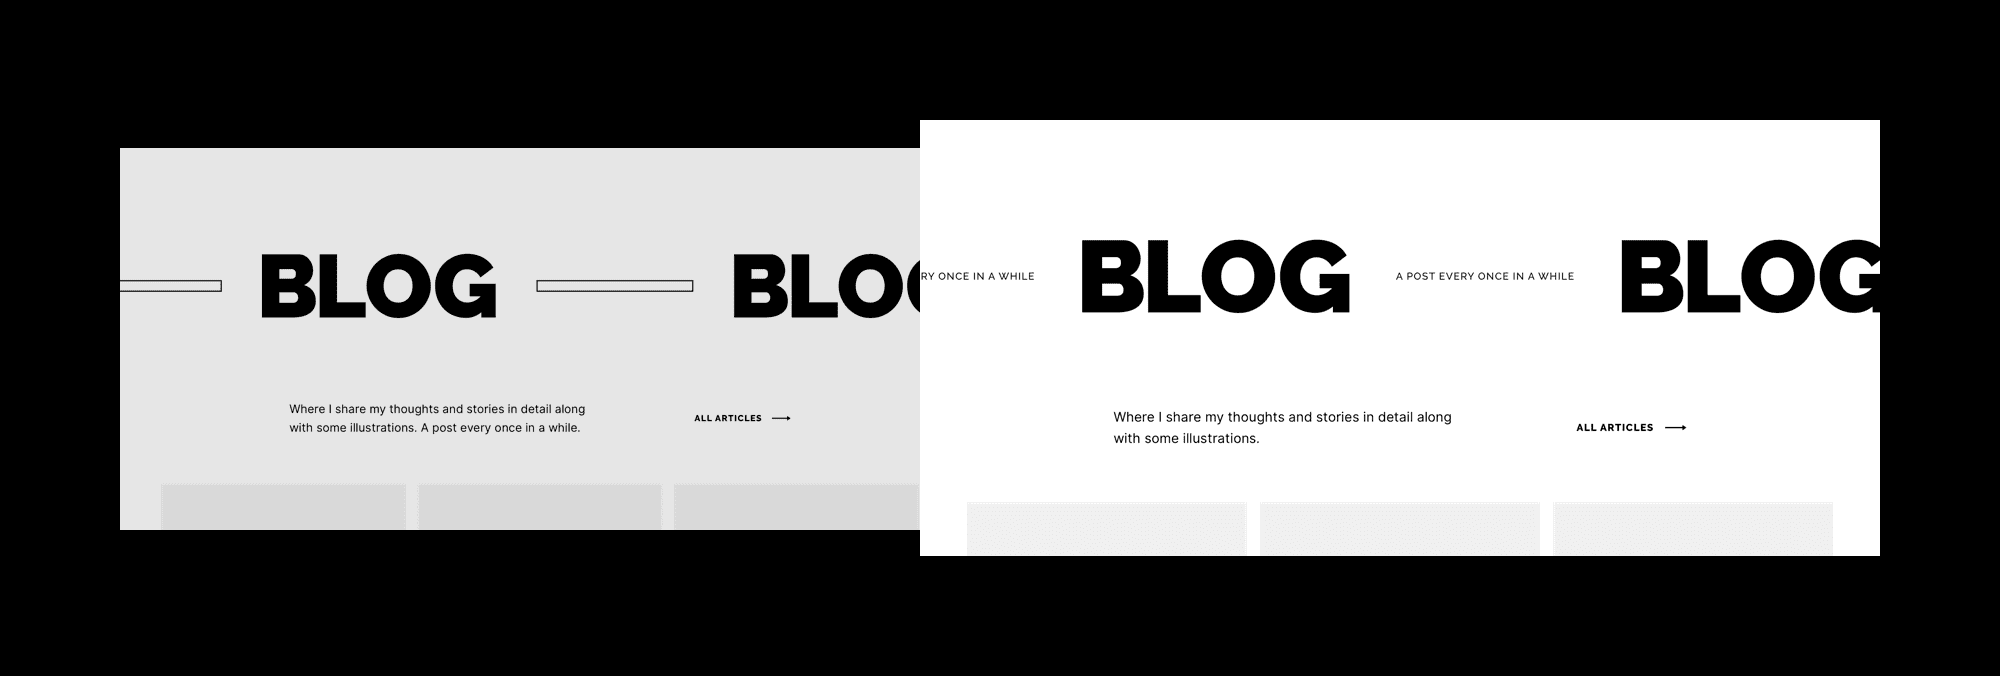 BLOG BLOG
Where I share my thoughts and stories in detail along
with some illustrations. A post every once in a while.
ALL ARTICLES
RY ONCE IN A WHILE BLOG A POST EVERY ONCE IN A WHILE BLOG
Where I share my thoughts and stories in detail along
with some illustrations.
ALL ARTICLES